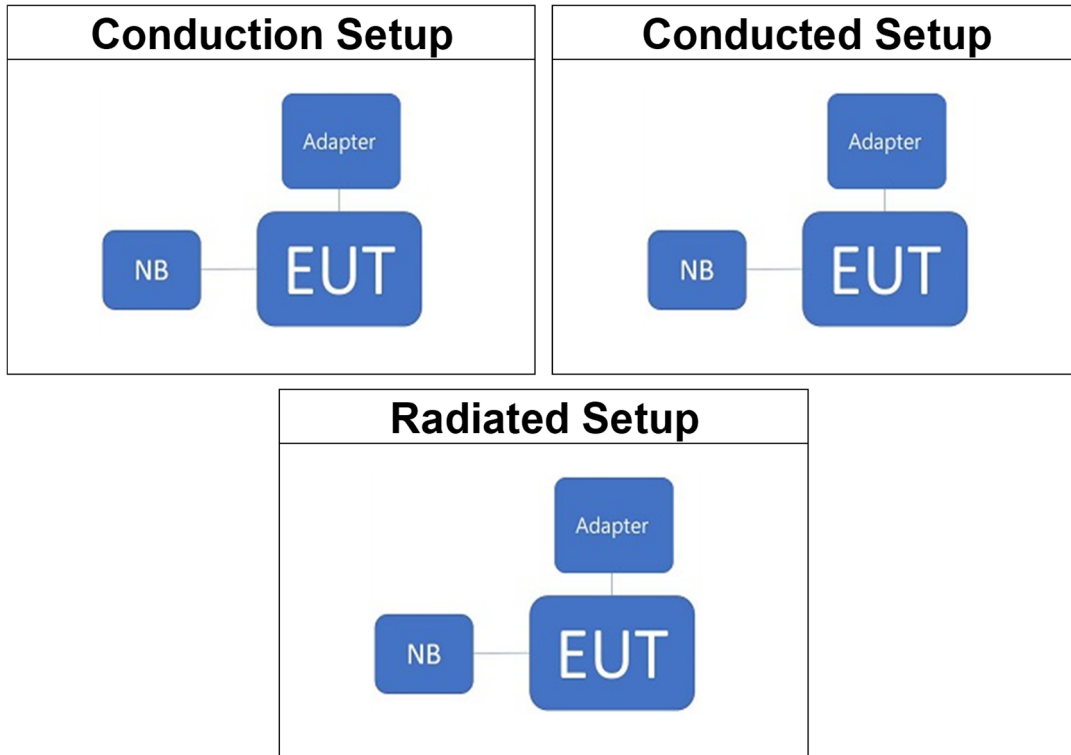 Conduction Setup
Adapter
NB
EUT
Conducted Setup
Adapter
NB
EUT
Radiated Setup
Adapter
NB
EUT